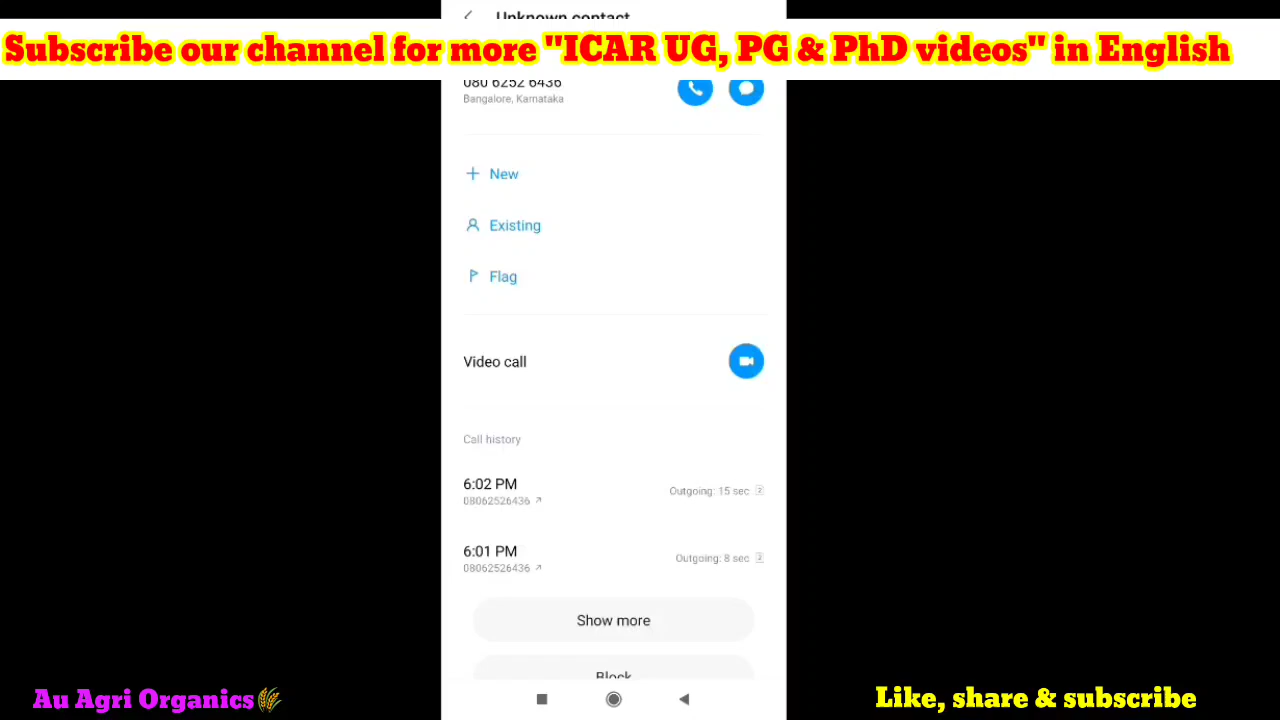 Unknown contact
Subscribe our channel for more "ICAR UG, PG & PhD videos" in English
080 6252 6436
Bangalore, Karnataka
New
Existing
Flag
Video call
Call history
6:02 PM
Outgoing: 15 sec
08062526436
6:01 PM
Outgoing: 8 sec
08062526436
Show more
Block
Au Agri Organics
Like, share & subscribe